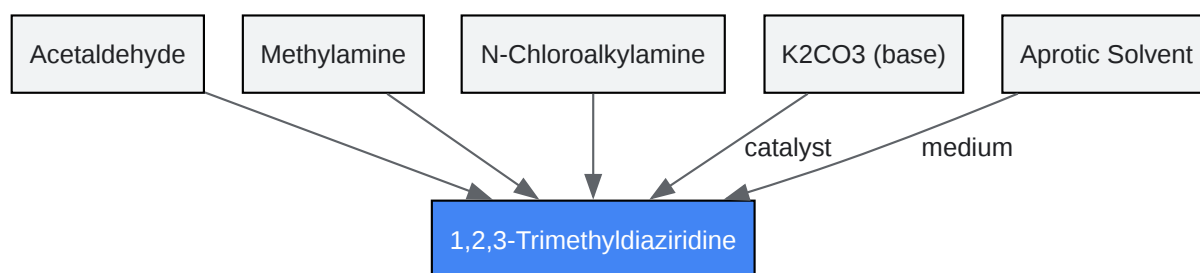 Acetaldehyde
Methylamine
N-Chloroalkylamine
K2CO3 (base)
Aprotic Solvent
catalyst
medium
1,2,3-Trimethyldiaziridine